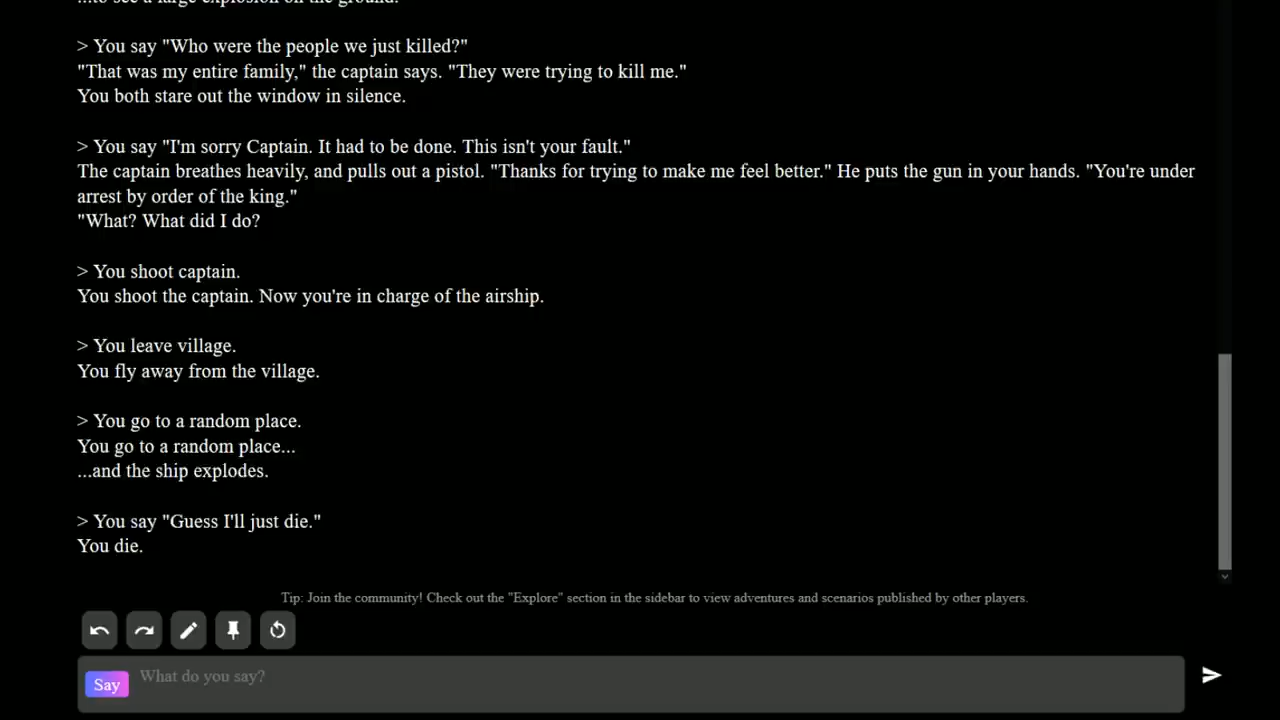 ...to see a large explosion on the ground.
> You say "Who were the people we just killed?"
"That was my entire family," the captain says. "They were trying to kill me."
You both stare out the window in silence.
> You say "I'm sorry Captain. It had to be done. This isn't your fault."
The captain breathes heavily, and pulls out a pistol. "Thanks for trying to make me feel better." He puts the gun in your hands. "You're under
arrest by order of the king."
"What? What did I do?
> You shoot captain.
You shoot the captain. Now you're in charge of the airship.
> You leave village.
You fly away from the village.
> You go to a random place.
You go to a random place...
...and the ship explodes.
> You say "Guess I'll just die."
You die.
Tip: Join the community! Check out the "Explore" section in the sidebar to view adventures and scenarios published by other players.
Say What do you say?